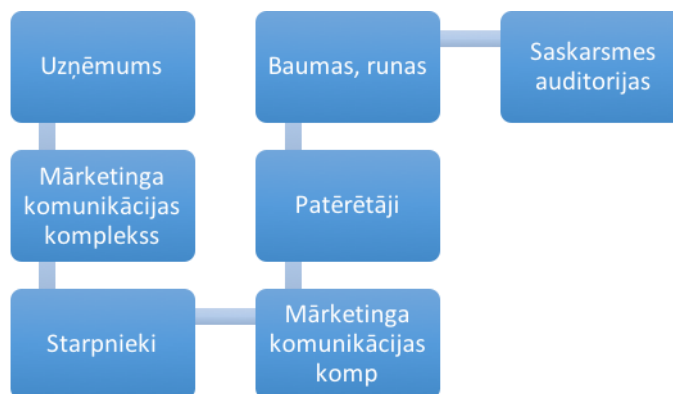 Uzņēmums
Mārketinga
komunikācijas
komplekss
Starpnieki
Mārketinga
komunikācijas
komp
Patērētāji
Baumas, runas
Saskarsmes
auditorijas